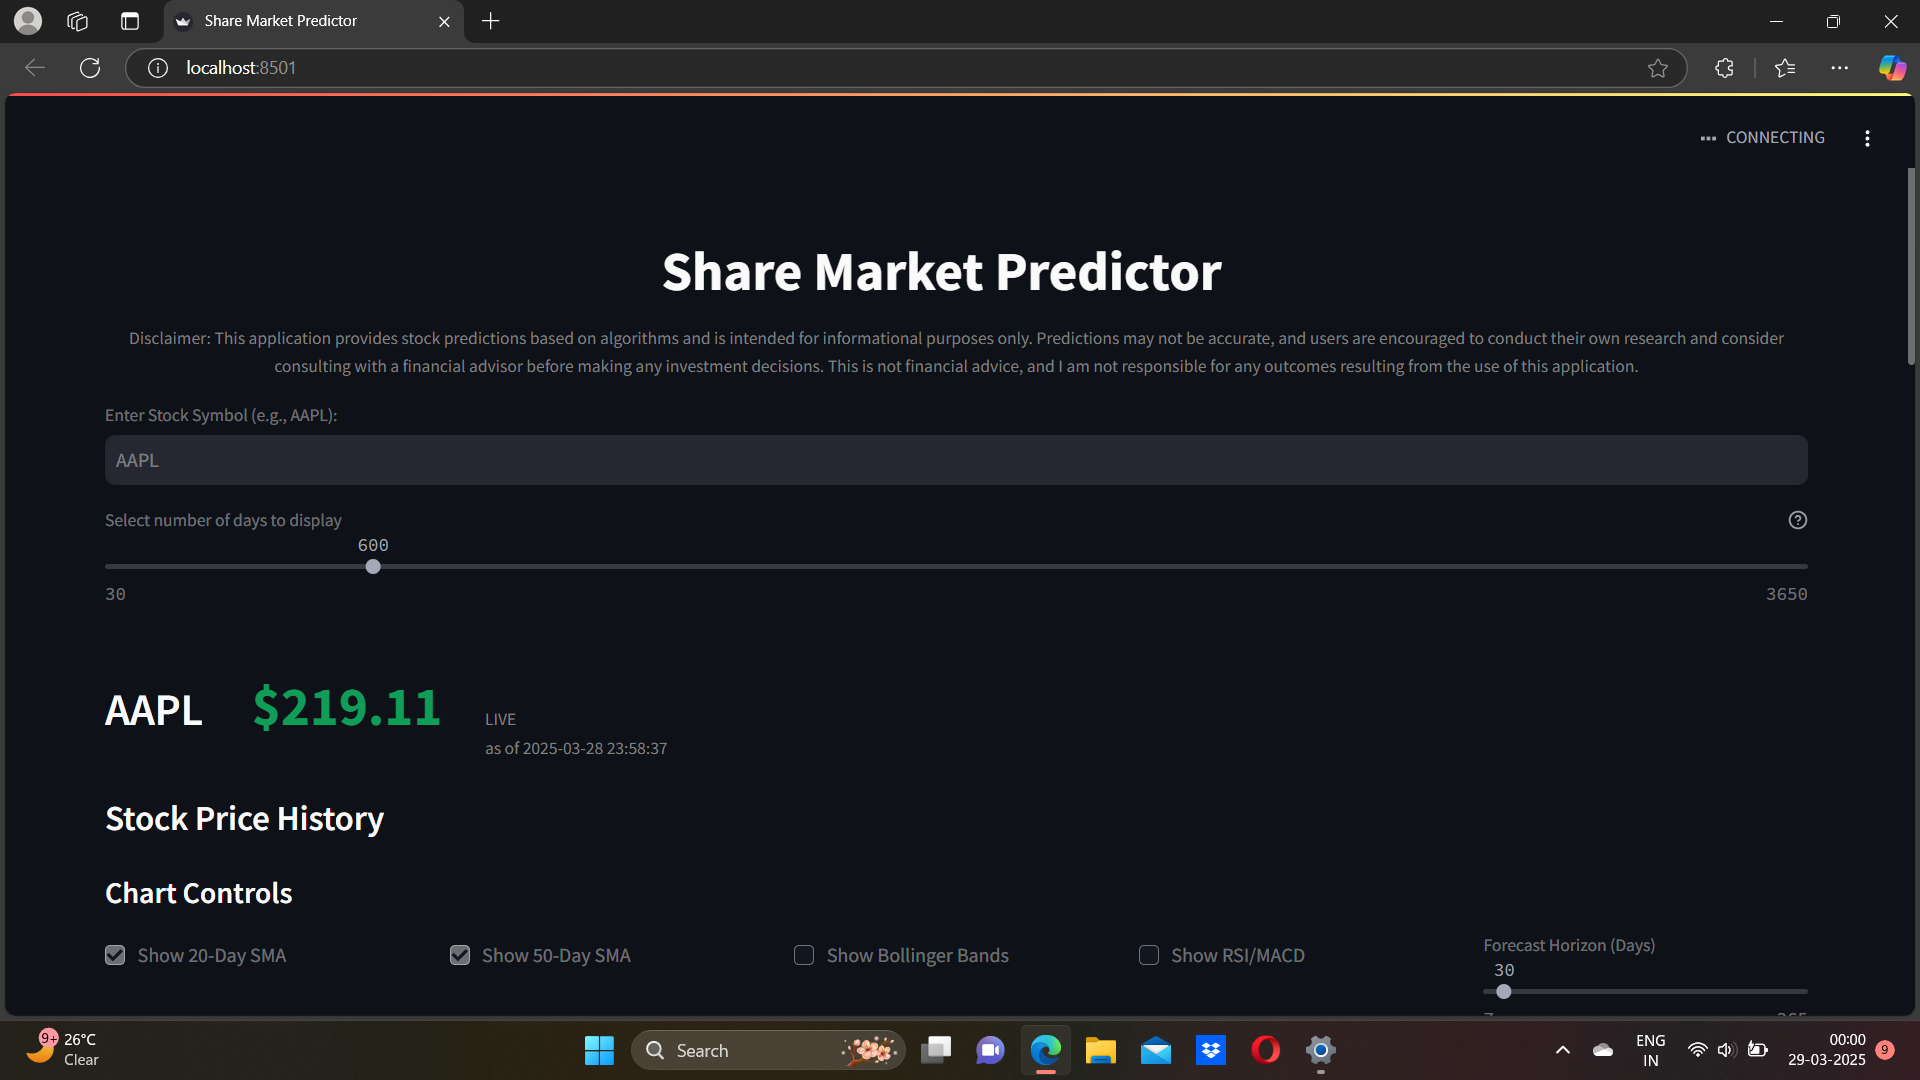 Share Market Predictor
localhost:8501
CONNECTING
Share Market Predictor
Disclaimer: This application provides stock predictions based on algorithms and is intended for informational purposes only. Predictions may not be accurate, and users are encouraged to conduct their own research and consider
consulting with a financial advisor before making any investment decisions. This is not financial advice, and I am not responsible for any outcomes resulting from the use of this application.
Enter Stock Symbol (e.g., AAPL):
AAPL
Select number of days to display
600
30 3650
AAPL $219.11 LIVE
as of 2025-03-28 23:58:37
Stock Price History
Chart Controls
Show 20-Day SMA Show 50-Day SMA Show Bollinger Bands Show RSI/MACD Forecast Horizon (Days)
30
9+ 26°C
Clear
Search
ENG
IN
00:00
29-03-2025
9